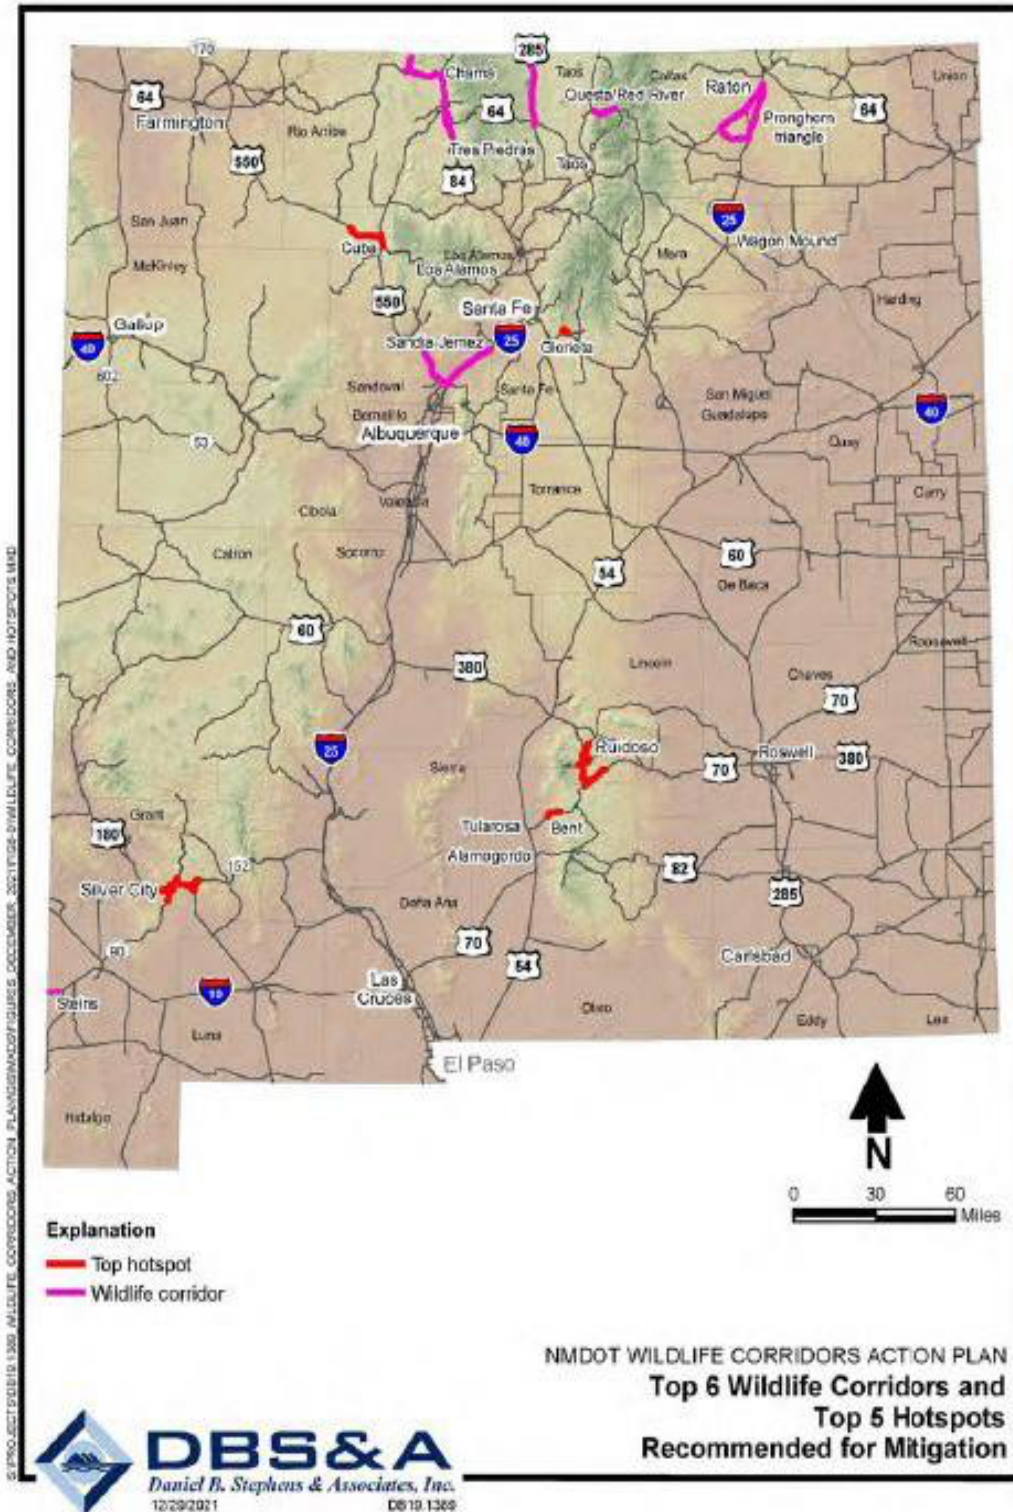 170
285
Chama
Taos
Colfax
Raton
Union
64
Questa/Red River
Farmington
64
Pronghorn
triangle
64
Rio Arriba
Tres Piedras
550
Taos
84
San Juan
25
Wagon Mound
Cuba
Los Alamos
Mora
McKinley
Los Alamos
550
Harding
Santa Fe
Gallup
40
Sandia-Jemez
25
Glorieta
602
Sandoval
Santa Fe
San Miguel
Guadalupe
40
Bernalillo
Albuquerque
40
53
Quay
Torrance
Curry
Valencia
Cibola
Catron
Socorro
60
54
De Baca
60
Roosevelt
380
Lincoln
Chaves
70
25
Ruidoso
Roswell
380
Sierra
70
Grant
180
Tularosa
Bent
Alamogordo
152
82
Silver City
285
Doña Ana
90
70
54
Carlsbad
Las
Cruces
Steins
10
Otero
Eddy
Lea
Luna
El Paso
Hidalgo
N
0 30 60
Miles
Explanation
Top hotspot
Wildlife corridor
NMDOT WILDLIFE CORRIDORS ACTION PLAN
Top 6 Wildlife Corridors and
Top 5 Hotspots
Recommended for Mitigation
DBS&A
Daniel B. Stephens & Associates, Inc.
12/29/2021 DB19.1389